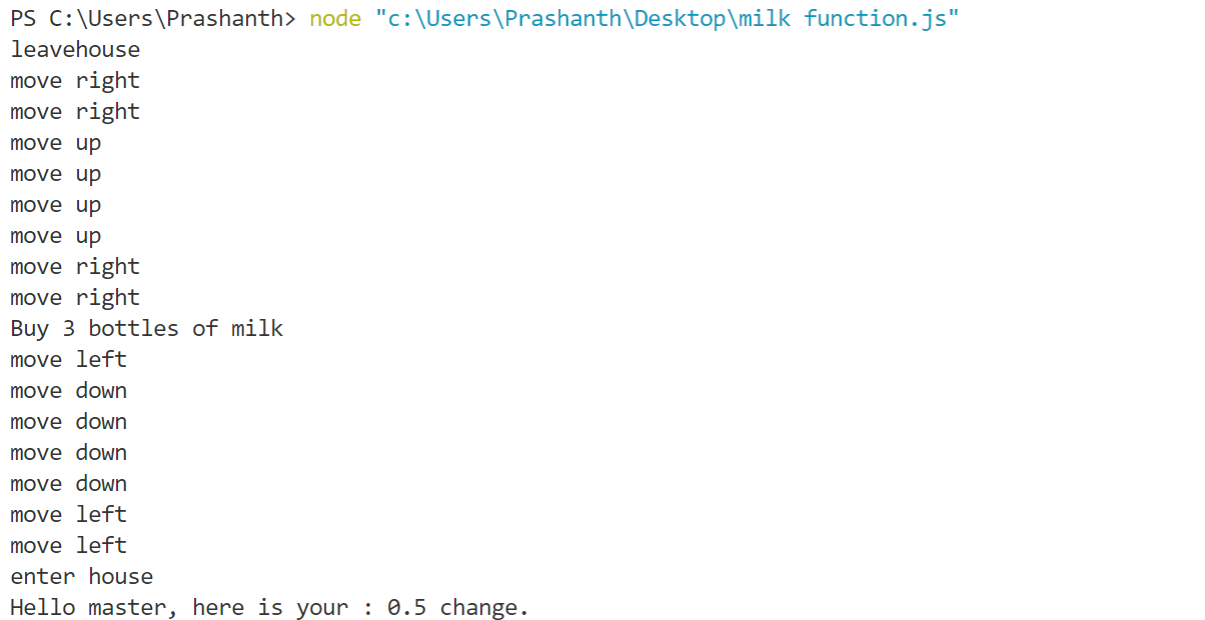 PS C:\Users\Prashanth> node "c:\Users\Prashanth\Desktop\milk function.js"
leavehouse
move right
move right
move up
move up
move up
move up
move right
move right
Buy 3 bottles of milk
move left
move down
move down
move down
move down
move left
move left
enter house
Hello master, here is your : 0.5 change.